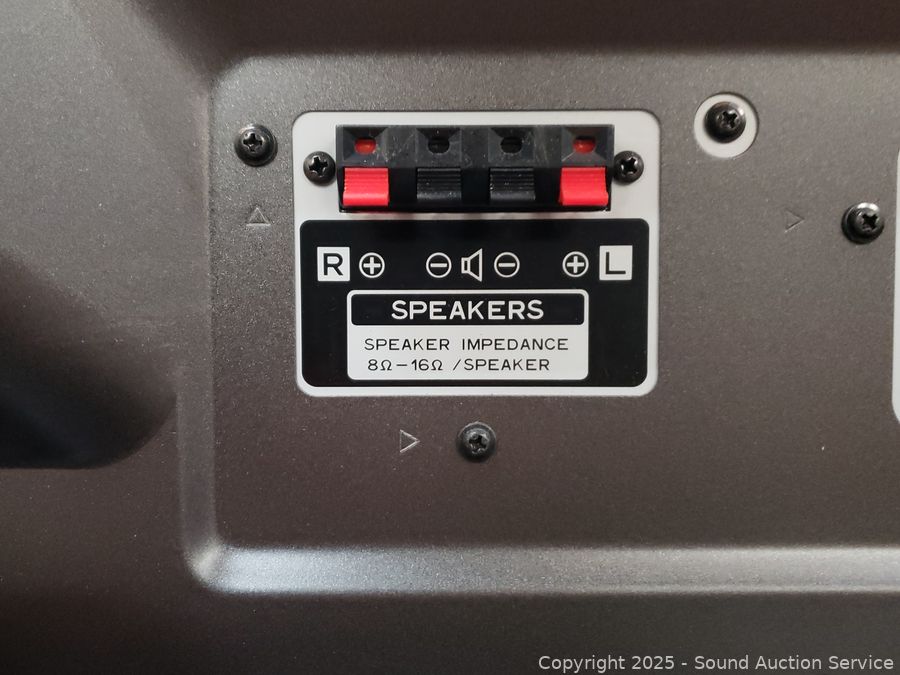 R + − − + L
SPEAKERS
SPEAKER IMPEDANCE
8Ω–16Ω /SPEAKER
Copyright 2025 - Sound Auction Service